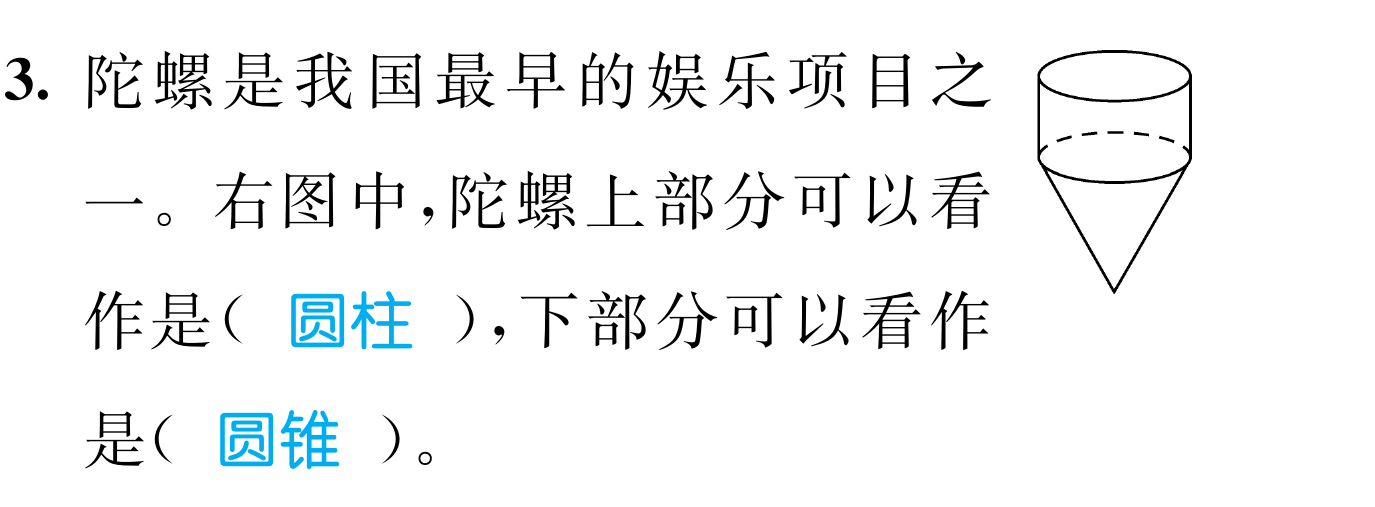 3. 陀螺是我国最早的娱乐项目之
一。右图中,陀螺上部分可以看
作是( 圆柱 ),下部分可以看作
是( 圆锥 )。